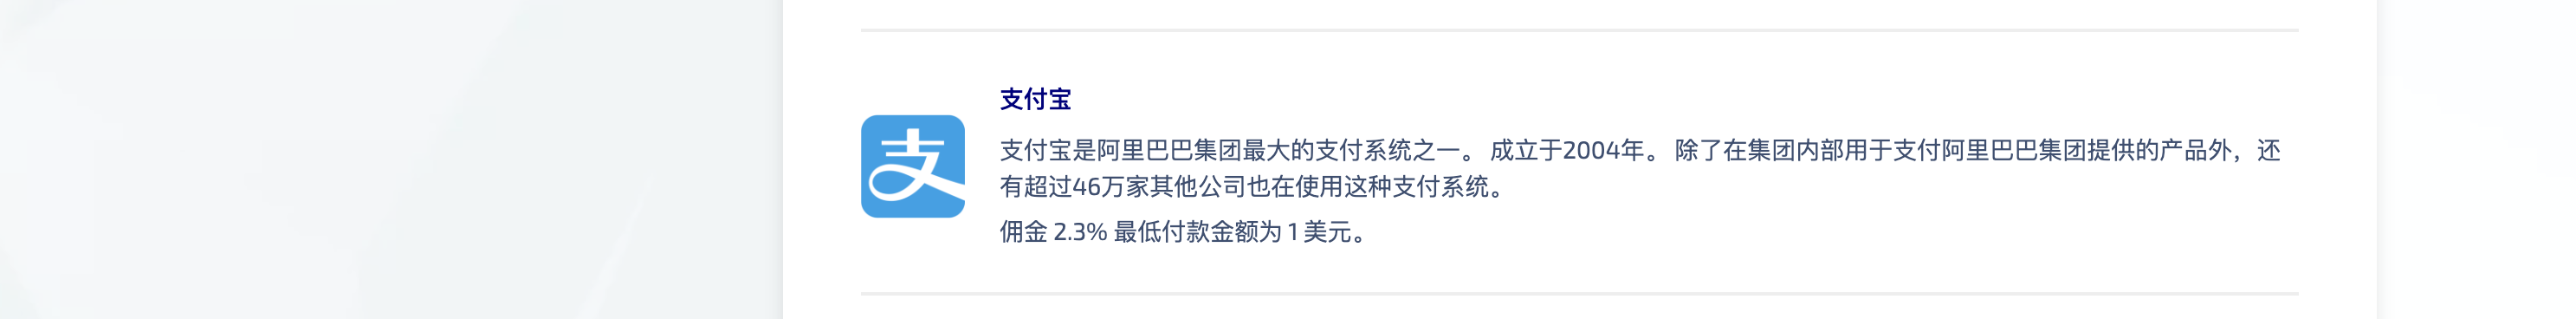 支付宝
支
支付宝是阿里巴巴集团最大的支付系统之一。 成立于2004年。 除了在集团内部用于支付阿里巴巴集团提供的产品外，还
有超过46万家其他公司也在使用这种支付系统。
佣金 2.3% 最低付款金额为 1 美元。